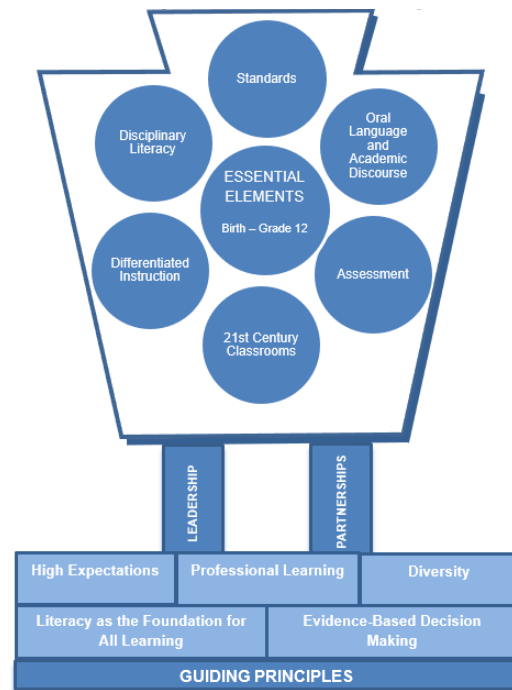 Standards
Disciplinary
Literacy
Oral
Language
and
Academic
Discourse
ESSENTIAL
ELEMENTS
Birth – Grade 12
Differentiated
Instruction
Assessment
21st Century
Classrooms
LEADERSHIP
PARTNERSHIPS
High Expectations
Professional Learning
Diversity
Literacy as the Foundation for
All Learning
Evidence-Based Decision
Making
GUIDING PRINCIPLES